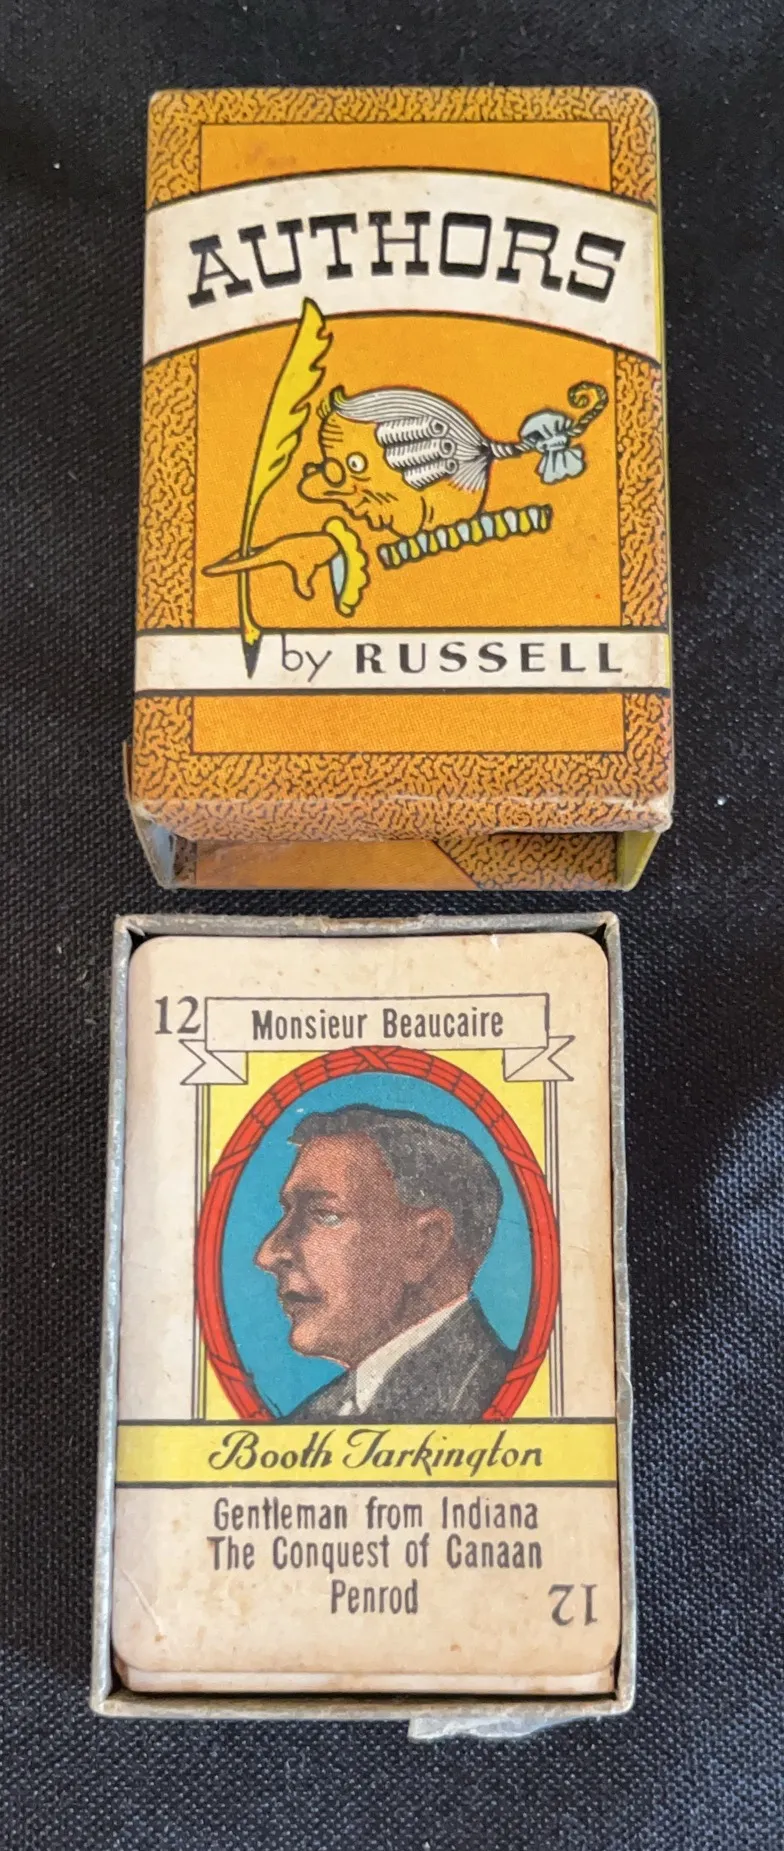 AUTHORS
by RUSSELL
12
Monsieur Beaucaire
Booth Tarkington
Gentleman from Indiana
The Conquest of Canaan
Penrod
12